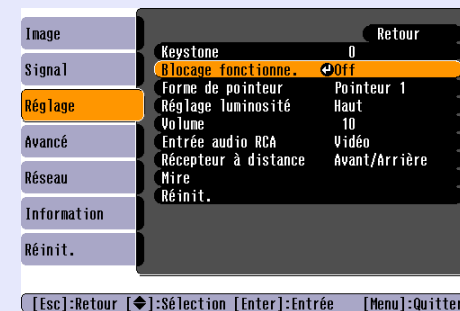 Image
Signal
Réglage
Avancé
Réseau
Information
Réinit.
Retour
Keystone 0
Blocage fonctionne. Off
Forme de pointeur Pointeur 1
Réglage luminosité Haut
Volume 10
Entrée audio RCA Vidéo
Récepteur à distance Avant/Arrière
Mire
Réinit.
[Esc]:Retour [◆]:Sélection [Enter]:Entrée [Menu]:Quitter